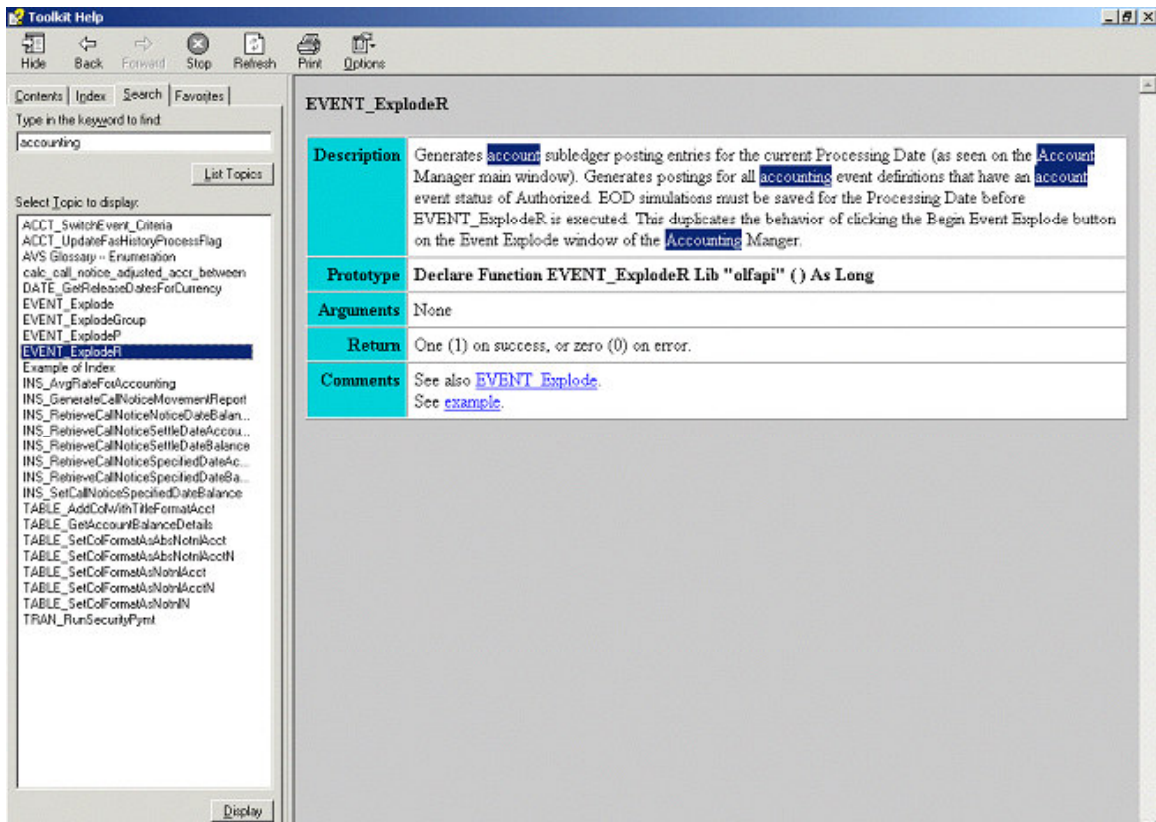 Toolkit Help
Hide Back Forward Stop Refresh Print Options
Contents Index Search Favorites
Type in the keyword to find:
accounting
List Topics
Select Topic to display:
ACCT_SwitchEvent_Criteria
ACCT_UpdateFasHistoryProcessFlag
AVS Glossary -- Enumeration
calc_call_notice_adjusted_accr_between
DATE_GetReleaseDatesForCurrency
EVENT_Explode
EVENT_ExplodeGroup
EVENT_ExplodeP
EVENT_ExplodeR
Example of Index
INS_AvgRateForAccounting
INS_GenerateCallNoticeMovementReport
INS_RetrieveCallNoticeNoticeDateBalan...
INS_RetrieveCallNoticeSettleDateAccou...
INS_RetrieveCallNoticeSettleDateBalance
INS_RetrieveCallNoticeSpecifiedDateAc...
INS_RetrieveCallNoticeSpecifiedDateBa...
INS_SetCallNoticeSpecifiedDateBalance
TABLE_AddColWithTitleFormatAcct
TABLE_GetAccountBalanceDetails
TABLE_SetColFormatAsAbsNotnlAcct
TABLE_SetColFormatAsAbsNotnlAcctN
TABLE_SetColFormatAsNotnlAcct
TABLE_SetColFormatAsNotnlAcctN
TABLE_SetColFormatAsNotnlN
TRAN_RunSecurityPymt
Display
EVENT_ExplodeR
Description Generates account subledger posting entries for the current Processing Date (as seen on the Account
Manager main window). Generates postings for all accounting event definitions that have an account
event status of Authorized. EOD simulations must be saved for the Processing Date before
EVENT_ExplodeR is executed. This duplicates the behavior of clicking the Begin Event Explode button
on the Event Explode window of the Accounting Manger.
Prototype Declare Function EVENT_ExplodeR Lib "olfapi" ( ) As Long
Arguments None
Return One (1) on success, or zero (0) on error.
Comments See also EVENT_Explode.
See example.